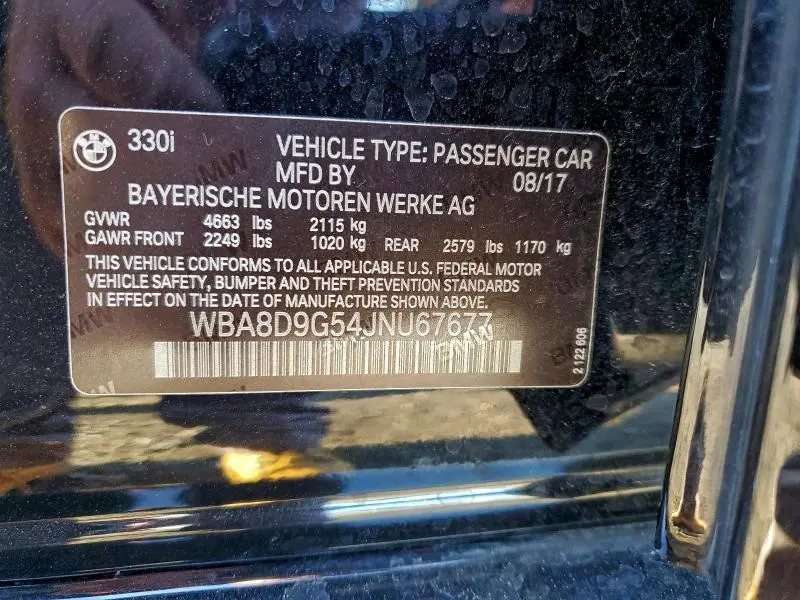 330i VEHICLE TYPE: PASSENGER CAR
MFD BY 08/17
BAYERISCHE MOTOREN WERKE AG
GVWR 4663 lbs 2115 kg
GAWR FRONT 2249 lbs 1020 kg REAR 2579 lbs 1170 kg
THIS VEHICLE CONFORMS TO ALL APPLICABLE U.S. FEDERAL MOTOR
VEHICLE SAFETY, BUMPER AND THEFT PREVENTION STANDARDS
IN EFFECT ON THE DATE OF MANUFACTURE SHOWN ABOVE.
WBA8D9G54JNU67677
2 122 606